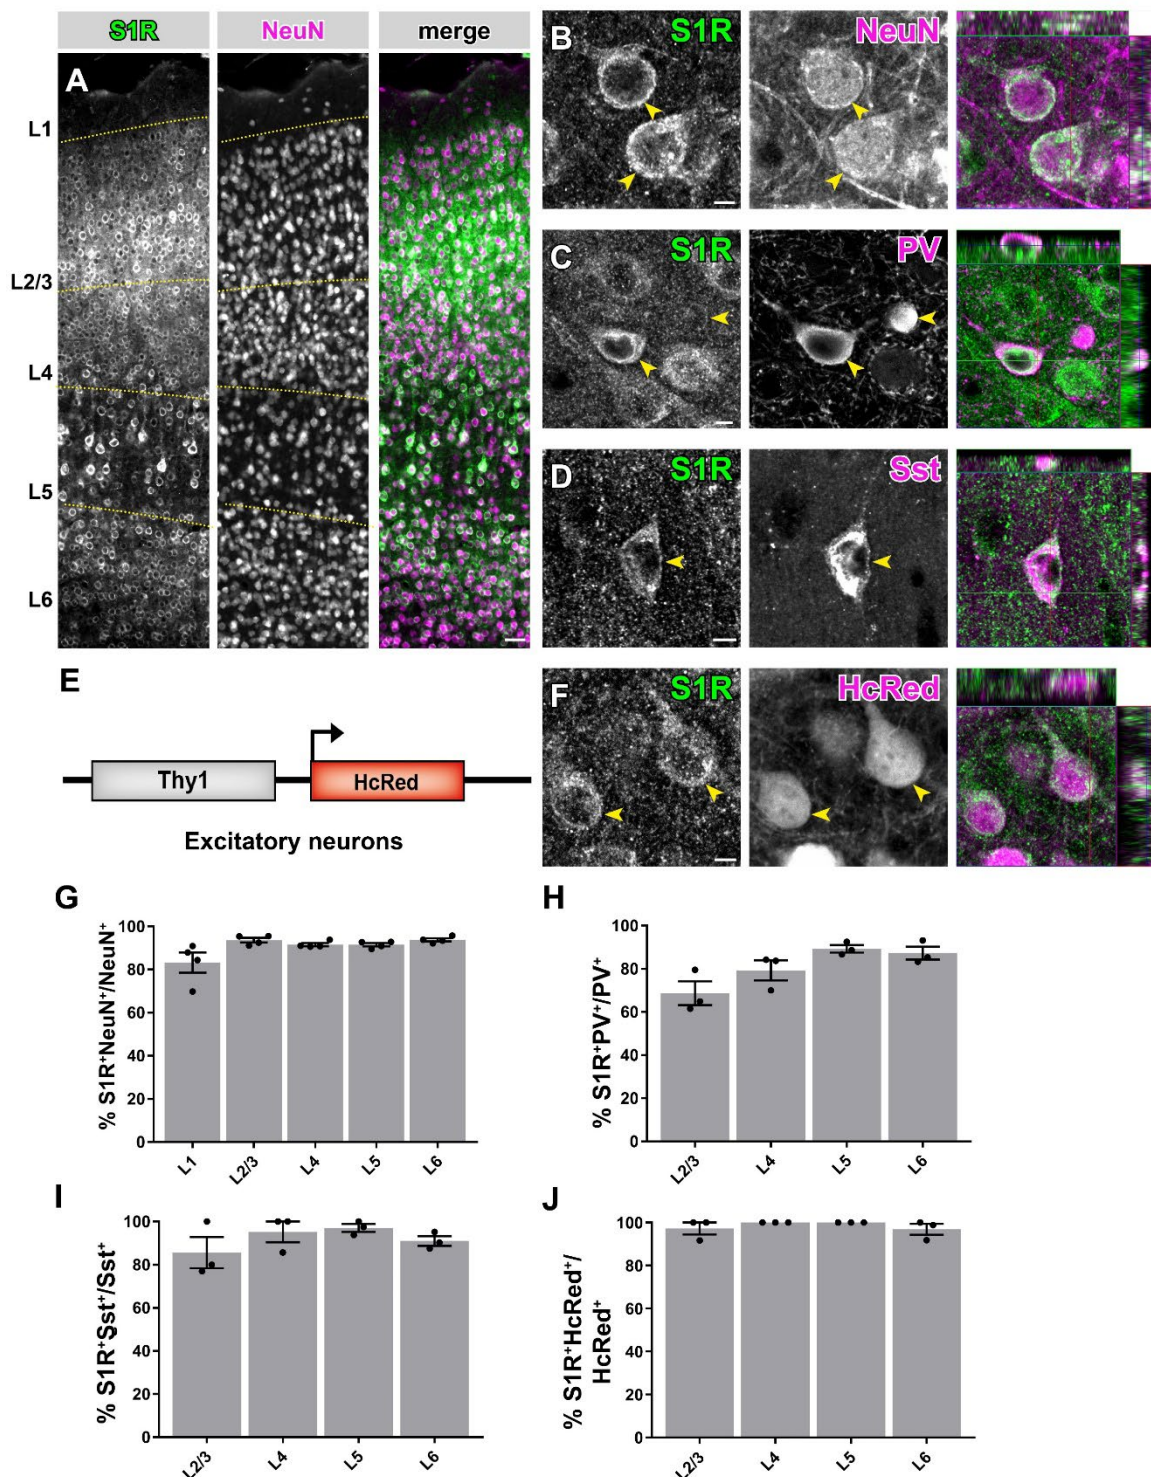 S1R NeuN merge
A
L1
L2/3
L4
L5
L6
B S1R NeuN
C S1R PV
D S1R Sst
E
Thy1 HcRed
Excitatory neurons
F S1R HcRed
G
% S1R⁺NeuN⁺/NeuN⁺
100
80
60
40
20
0
L1 L2/3 L4 L5 L6
H
% S1R⁺PV⁺/PV⁺
100
80
60
40
20
0
L2/3 L4 L5 L6
I
% S1R⁺Sst⁺/Sst⁺
100
80
60
40
20
0
L2/3 L4 L5 L6
J
% S1R⁺HcRed⁺/
HcRed⁺
100
80
60
40
20
0
L2/3 L4 L5 L6